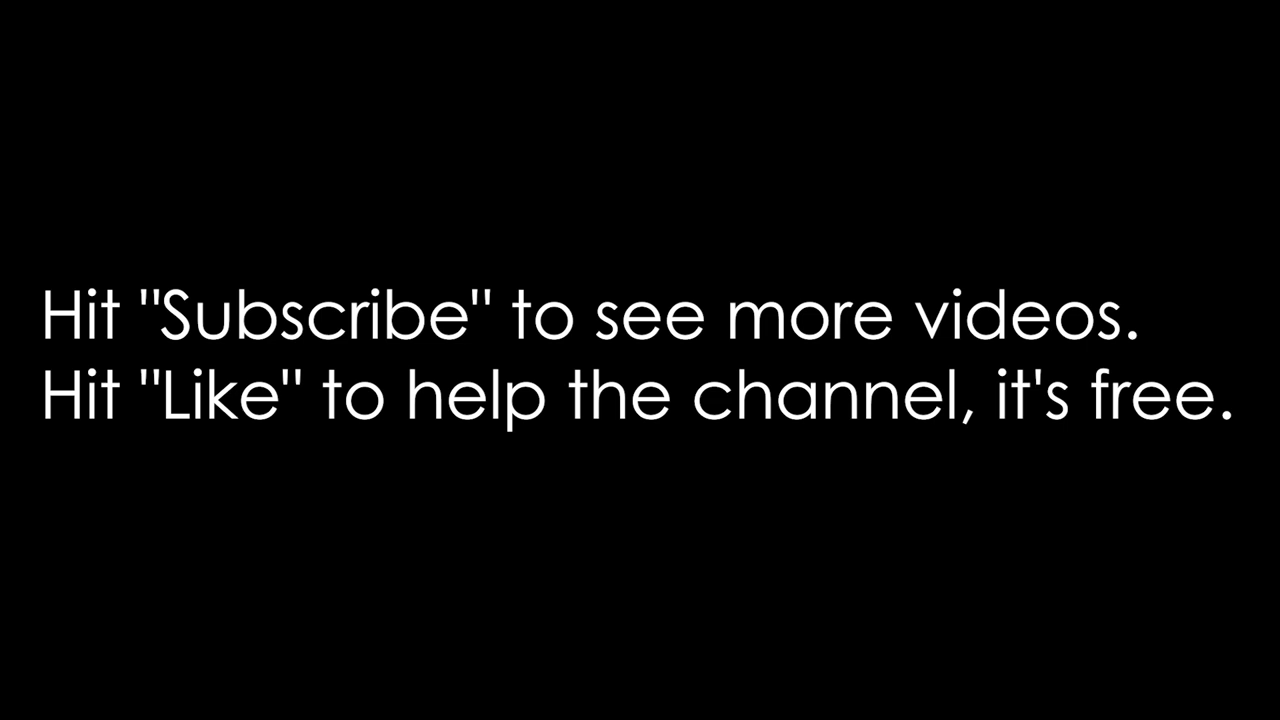 Hit "Subscribe" to see more videos.
Hit "Like" to help the channel, it's free.